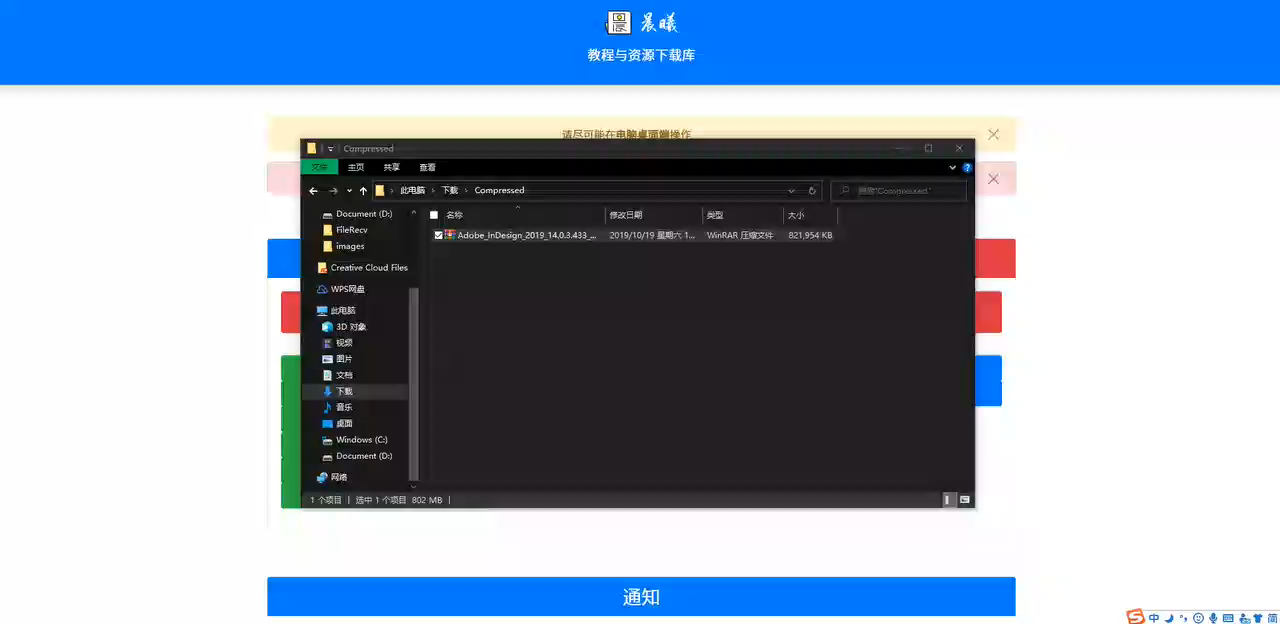 晨曦
教程与资源下载库
请尽可能在电脑桌面端操作
Compressed
文件 主页 共享 查看
此电脑 下载 Compressed
搜索"Compressed"
名称 修改日期 类型 大小
Adobe_InDesign_2019_14.0.3.433_... 2019/10/19 星期六 1... WinRAR 压缩文件 821,954 KB
Document (D:)
FileRecv
images
Creative Cloud Files
WPS网盘
此电脑
3D 对象
视频
图片
文档
下载
音乐
桌面
Windows (C:)
Document (D:)
网络
1 个项目 选中 1 个项目 802 MB
通知
中 简